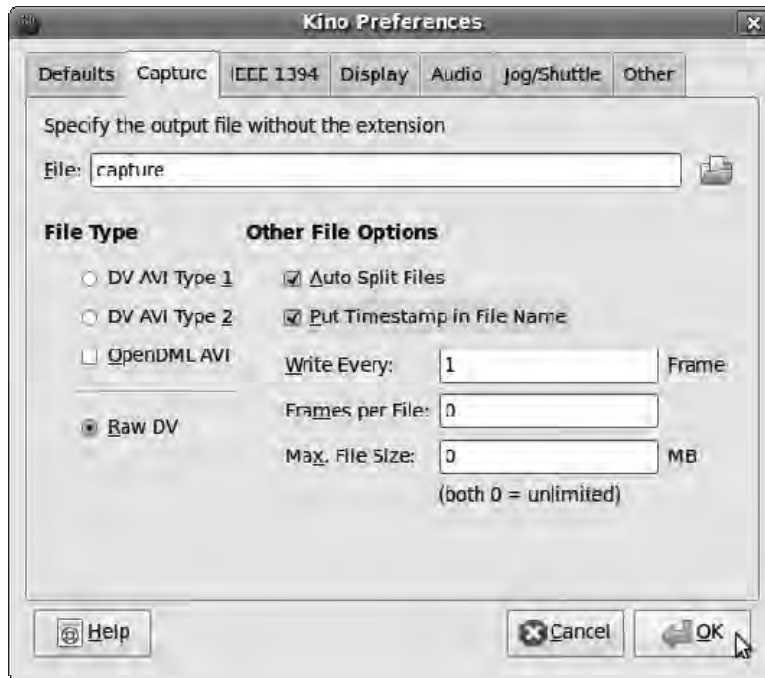 Kino Preferences
Defaults Capture IEEE 1394 Display Audio Jog/Shuttle Other
Specify the output file without the extension
File: capture
File Type Other File Options
DV AVI Type 1 Auto Split Files
DV AVI Type 2 Put Timestamp in File Name
OpenDML AVI Write Every: 1 Frame
Frames per File: 0
Raw DV
Max. File Size: 0 MB
(both 0 = unlimited)
Help Cancel OK